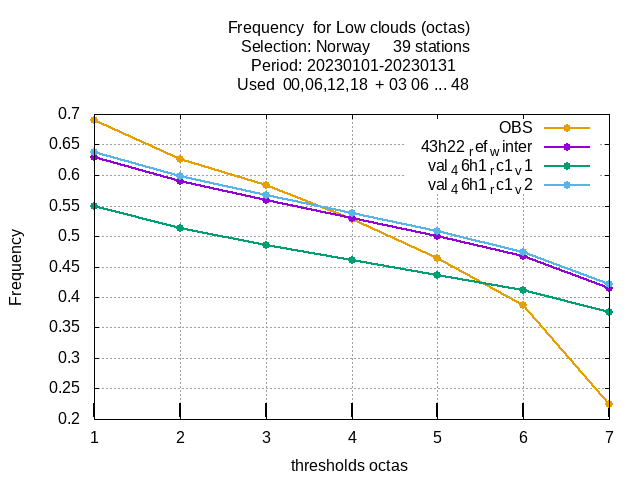 Frequency  for Low clouds (octas)
Selection: Norway     39 stations
Period: 20230101-20230131
Used  00,06,12,18  + 03 06 ... 48
0.7
0.65
0.6
0.55
0.5
0.45
0.4
0.35
0.3
0.25
0.2
Frequency
OBS
43h22_ref_winter
val_46h1_rc1_v1
val_46h1_rc1_v2
1 2 3 4 5 6 7
thresholds octas